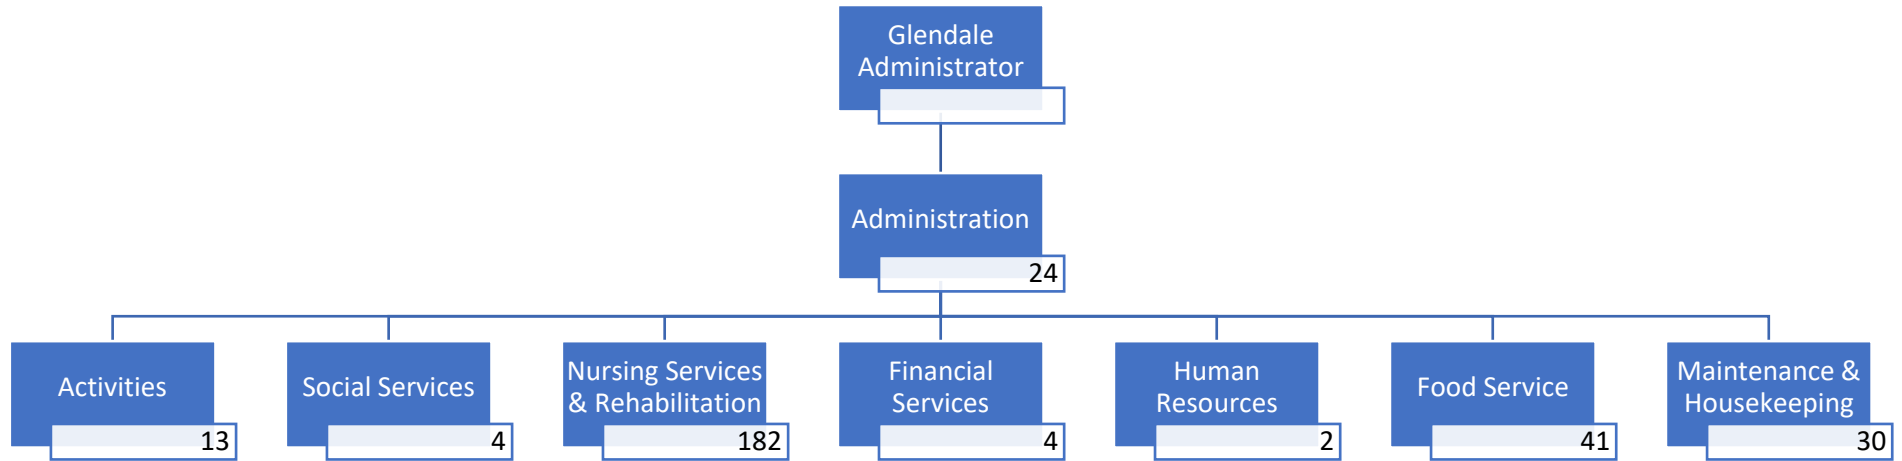 Glendale
Administrator
Administration
24
Activities
13
Social Services
4
Nursing Services
& Rehabilitation
182
Financial
Services
4
Human
Resources
2
Food Service
41
Maintenance &
Housekeeping
30